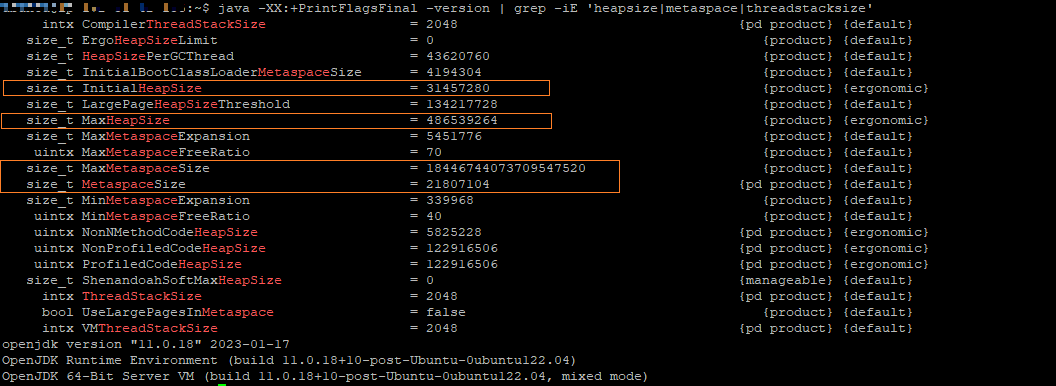 :~$ java -XX:+PrintFlagsFinal -version | grep -iE 'heapsize|metaspace|threadstacksize'
intx CompilerThreadStackSize = 2048 {pd product} {default}
size_t ErgoHeapSizeLimit = 0 {product} {default}
size_t HeapSizePerGCThread = 43620760 {product} {default}
size_t InitialBootClassLoaderMetaspaceSize = 4194304 {product} {default}
size_t InitialHeapSize = 31457280 {product} {ergonomic}
size_t LargePageHeapSizeThreshold = 134217728 {product} {default}
size_t MaxHeapSize = 486539264 {product} {ergonomic}
size_t MaxMetaspaceExpansion = 5451776 {product} {default}
uintx MaxMetaspaceFreeRatio = 70 {product} {default}
size_t MaxMetaspaceSize = 18446744073709547520 {product} {default}
size_t MetaspaceSize = 21807104 {pd product} {default}
size_t MinMetaspaceExpansion = 339968 {product} {default}
uintx MinMetaspaceFreeRatio = 40 {product} {default}
uintx NonNMethodCodeHeapSize = 5825228 {pd product} {ergonomic}
uintx NonProfiledCodeHeapSize = 122916506 {pd product} {ergonomic}
uintx ProfiledCodeHeapSize = 122916506 {pd product} {ergonomic}
size_t ShenandoahSoftMaxHeapSize = 0 {manageable} {default}
intx ThreadStackSize = 2048 {pd product} {default}
bool UseLargePagesInMetaspace = false {product} {default}
intx VMThreadStackSize = 2048 {pd product} {default}
openjdk version "11.0.18" 2023-01-17
OpenJDK Runtime Environment (build 11.0.18+10-post-Ubuntu-0ubuntu122.04)
OpenJDK 64-Bit Server VM (build 11.0.18+10-post-Ubuntu-0ubuntu122.04, mixed mode)